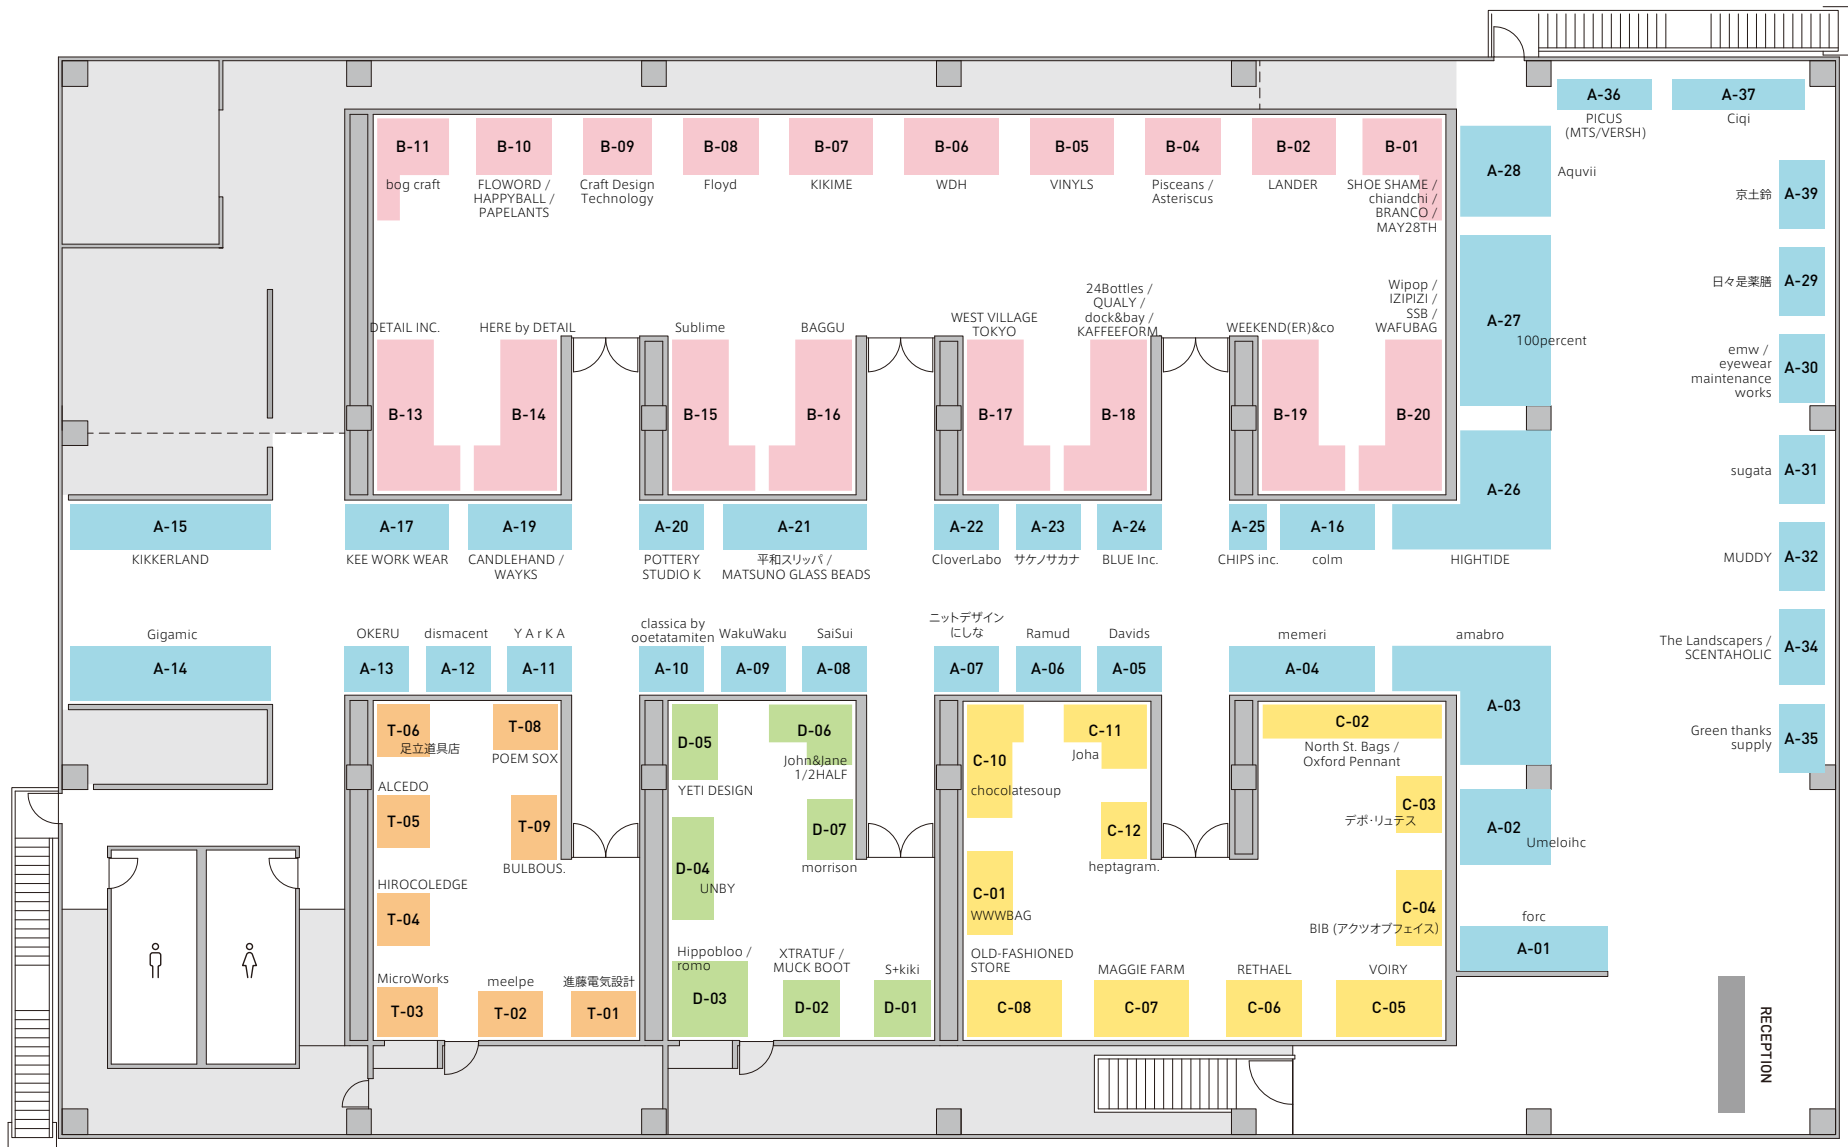 A-36
PICUS
(MTS/VERSH)
A-37
Ciqi
B-11
bog craft
B-10
FLOWORD /
HAPPYBALL /
PAPELANTS
B-09
Craft Design
Technology
B-08
Floyd
B-07
KIKIME
B-06
WDH
B-05
VINYLS
B-04
Pisceans /
Asteriscus
B-02
LANDER
B-01
SHOE SHAME /
chiandchi /
BRANCO /
MAY28TH
A-28
Aquvii
京土鈴
A-39
日々是薬膳
A-29
A-27
100percent
emw /
eyewear
maintenance
works
A-30
DETAIL INC.
B-13
HERE by DETAIL
B-14
Sublime
B-15
BAGGU
B-16
WEST VILLAGE
TOKYO
B-17
24Bottles /
QUALY /
dock&bay /
KAFFEEFORM
B-18
WEEKEND(ER)&co
B-19
Wipop /
IZIPIZI /
SSB /
WAFUBAG
B-20
sugata
A-31
A-15
KIKKERLAND
A-17
KEE WORK WEAR
A-19
CANDLEHAND /
WAYKS
A-20
POTTERY
STUDIO K
A-21
平和スリッパ /
MATSUNO GLASS BEADS
A-22
CloverLabo
A-23
サケノサカナ
A-24
BLUE Inc.
A-25
CHIPS inc.
A-16
colm
A-26
HIGHTIDE
MUDDY
A-32
Gigamic
A-14
OKERU
A-13
dismacent
A-12
Y A r K A
A-11
classica by
ooetatamiten
A-10
WakuWaku
A-09
SaiSui
A-08
ニットデザイン
にしな
A-07
Ramud
A-06
Davids
A-05
memeri
A-04
amabro
A-03
The Landscapers /
SCENTAHOLIC
A-34
Green thanks
supply
A-35
T-06
足立道具店
T-08
POEM SOX
D-05
YETI DESIGN
D-06
John&Jane
1/2HALF
C-10
chocolatesoup
C-11
Joha
C-02
North St. Bags /
Oxford Pennant
ALCEDO
T-05
T-09
BULBOUS.
D-04
UNBY
D-07
morrison
C-12
heptagram.
C-03
デポ・リュテス
A-02
Umeloihc
HIROCOLEDGE
T-04
C-01
WWWBAG
C-04
BIB (アクツオブフェイス)
forc
A-01
MicroWorks
T-03
meelpe
T-02
進藤電気設計
T-01
Hippobloo /
romo
D-03
XTRATUF /
MUCK BOOT
D-02
S+kiki
D-01
OLD-FASHIONED
STORE
C-08
MAGGIE FARM
C-07
RETHAEL
C-06
VOIRY
C-05
RECEPTION